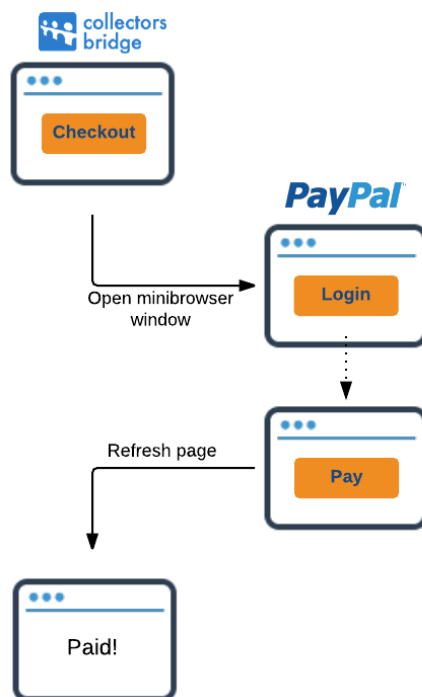 collectors
bridge
Checkout
PayPal
Open minibrowser
window
Login
Refresh page
Pay
Paid!